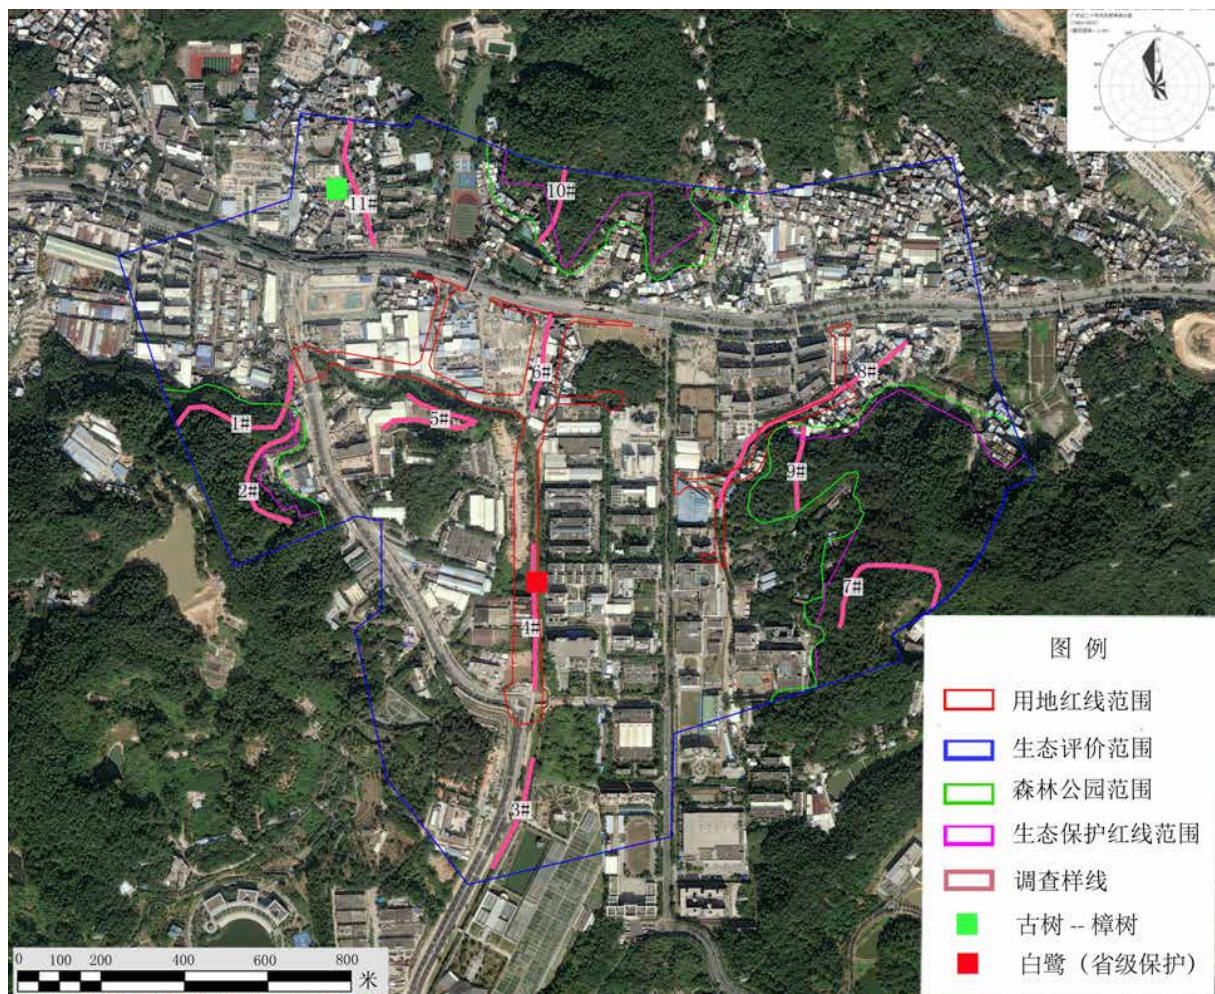 11#
10#
6#
8#
1#
5#
2#
9#
7#
4#
3#
图 例
用地红线范围
生态评价范围
森林公园范围
生态保护红线范围
调查样线
古树 -- 樟树
白鹭（省级保护）
0 100 200 400 600 800
米